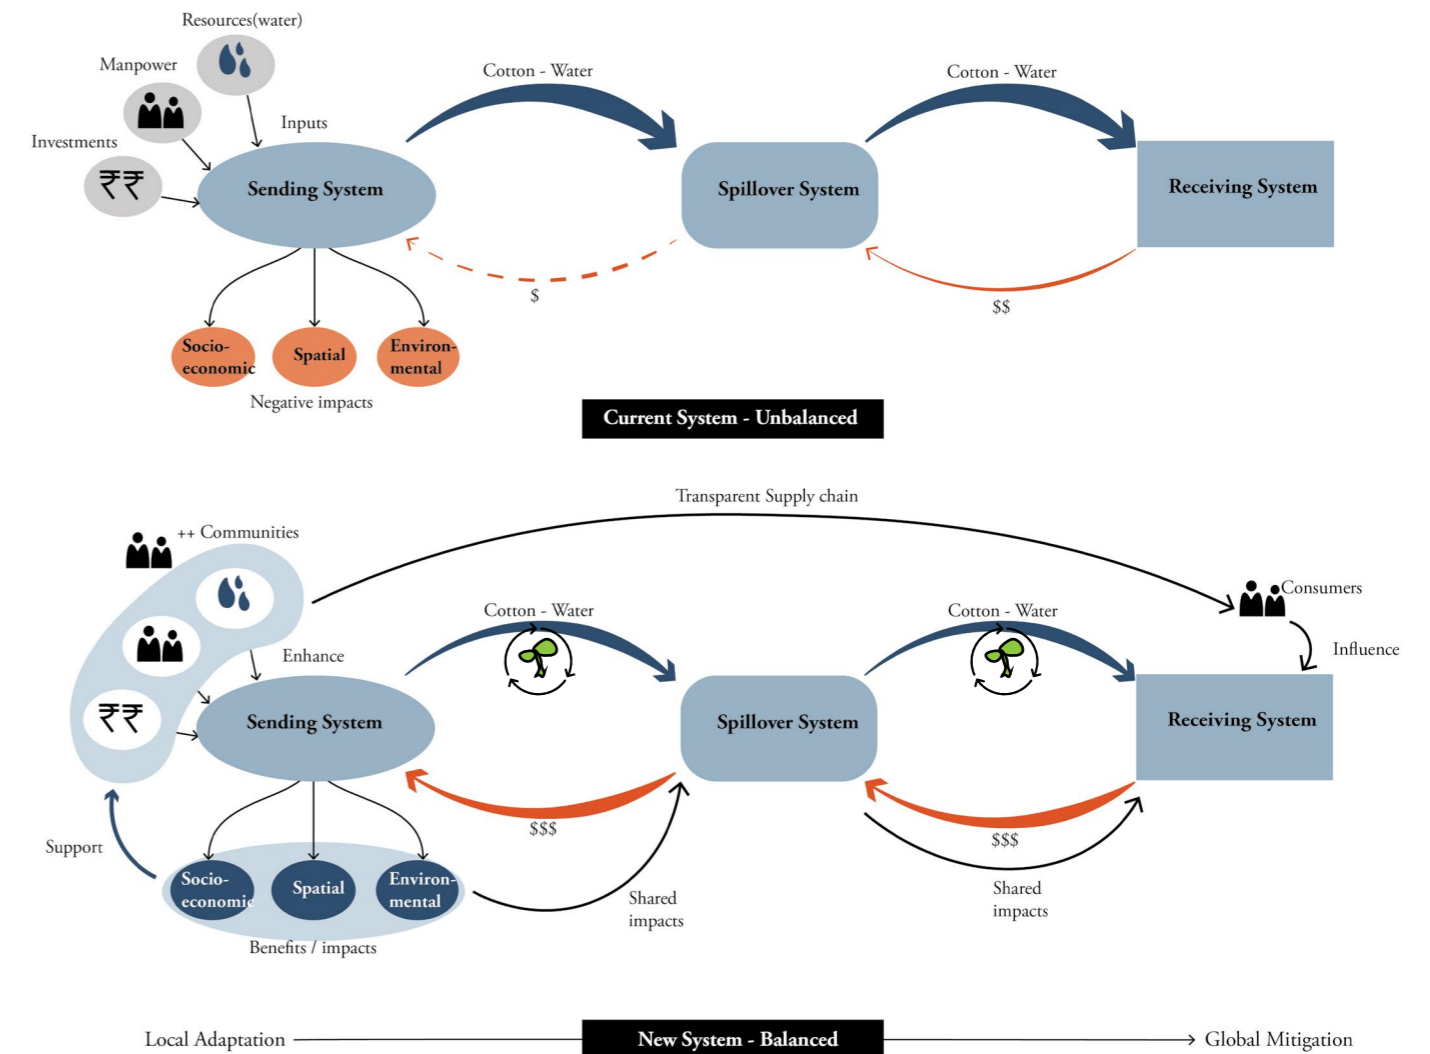 Resources(water)
Manpower
Investments
₹₹
Inputs
Cotton - Water
Cotton - Water
Sending System
Spillover System
Receiving System
$
$$
Socio-
economic
Spatial
Environ-
mental
Negative impacts
Current System - Unbalanced
Transparent Supply chain
++ Communities
Consumers
Cotton - Water
Cotton - Water
Influence
Enhance
₹₹
Sending System
Spillover System
Receiving System
$$$
$$$
Support
Socio-
economic
Spatial
Environ-
mental
Shared
impacts
Shared
impacts
Benefits / impacts
Local Adaptation
New System - Balanced
Global Mitigation